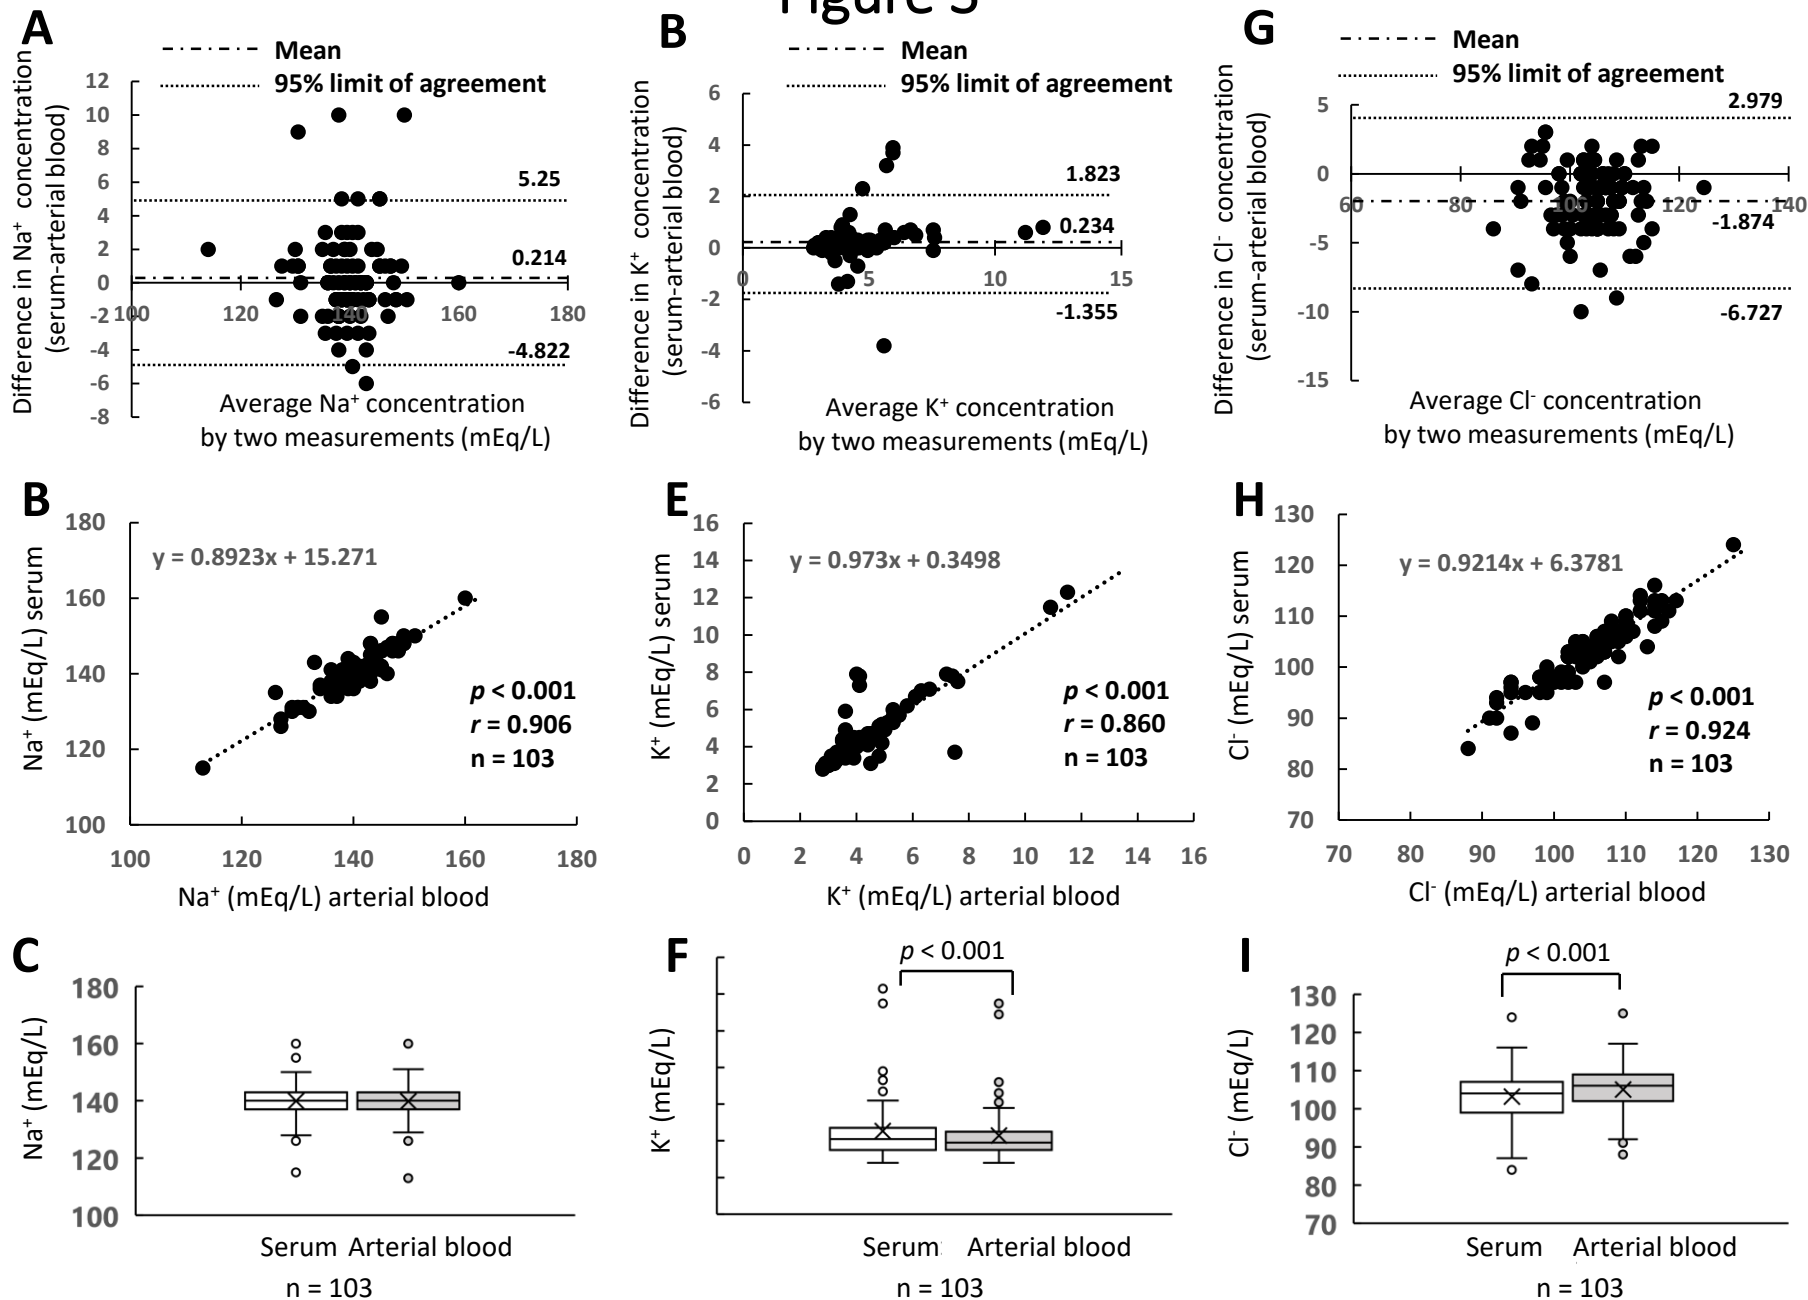 Figure 3
A
Mean
95% limit of agreement
Difference in Na⁺ concentration
(serum-arterial blood)
12
10
8
6
4
2
0
-2
-4
-6
-8
100
120
140
160
180
5.25
0.214
-4.822
Average Na⁺ concentration
by two measurements (mEq/L)
B
Mean
95% limit of agreement
Difference in K⁺ concentration
(serum-arterial blood)
6
4
2
0
-2
-4
-6
0
5
10
15
1.823
0.234
-1.355
Average K⁺ concentration
by two measurements (mEq/L)
G
Mean
95% limit of agreement
Difference in Cl⁻ concentration
(serum-arterial blood)
5
0
-5
-10
-15
60
80
100
120
140
2.979
-1.874
-6.727
Average Cl⁻ concentration
by two measurements (mEq/L)
B
Na⁺ (mEq/L) serum
180
160
140
120
100
100
120
140
160
180
y = 0.8923x + 15.271
p < 0.001
r = 0.906
n = 103
Na⁺ (mEq/L) arterial blood
E
K⁺ (mEq/L) serum
16
14
12
10
8
6
4
2
0
0
2
4
6
8
10
12
14
16
y = 0.973x + 0.3498
p < 0.001
r = 0.860
n = 103
K⁺ (mEq/L) arterial blood
H
Cl⁻ (mEq/L) serum
130
120
110
100
90
80
70
70
80
90
100
110
120
130
y = 0.9214x + 6.3781
p < 0.001
r = 0.924
n = 103
Cl⁻ (mEq/L) arterial blood
C
Na⁺ (mEq/L)
180
160
140
120
100
Serum Arterial blood
n = 103
F
K⁺ (mEq/L)
p < 0.001
Serum Arterial blood
n = 103
I
Cl⁻ (mEq/L)
p < 0.001
130
120
110
100
90
80
70
Serum Arterial blood
n = 103